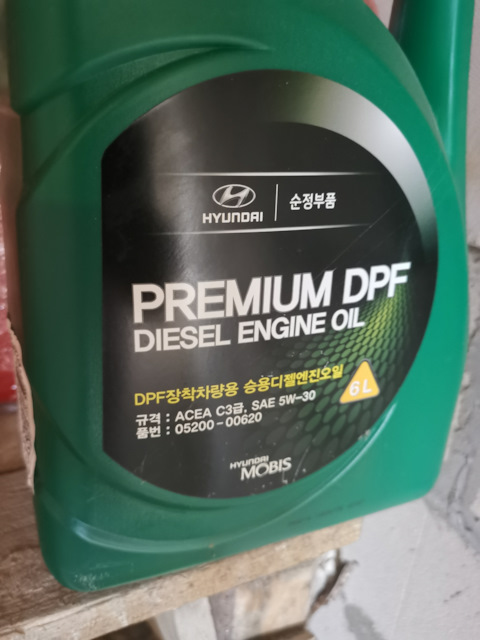 HYUNDAI 순정부품
PREMIUM DPF
DIESEL ENGINE OIL
DPF장착차량용 승용디젤엔진오일
6L
규격 : ACEA C3급, SAE 5W-30
품번 : 05200-00620
HYUNDAI
MOBIS